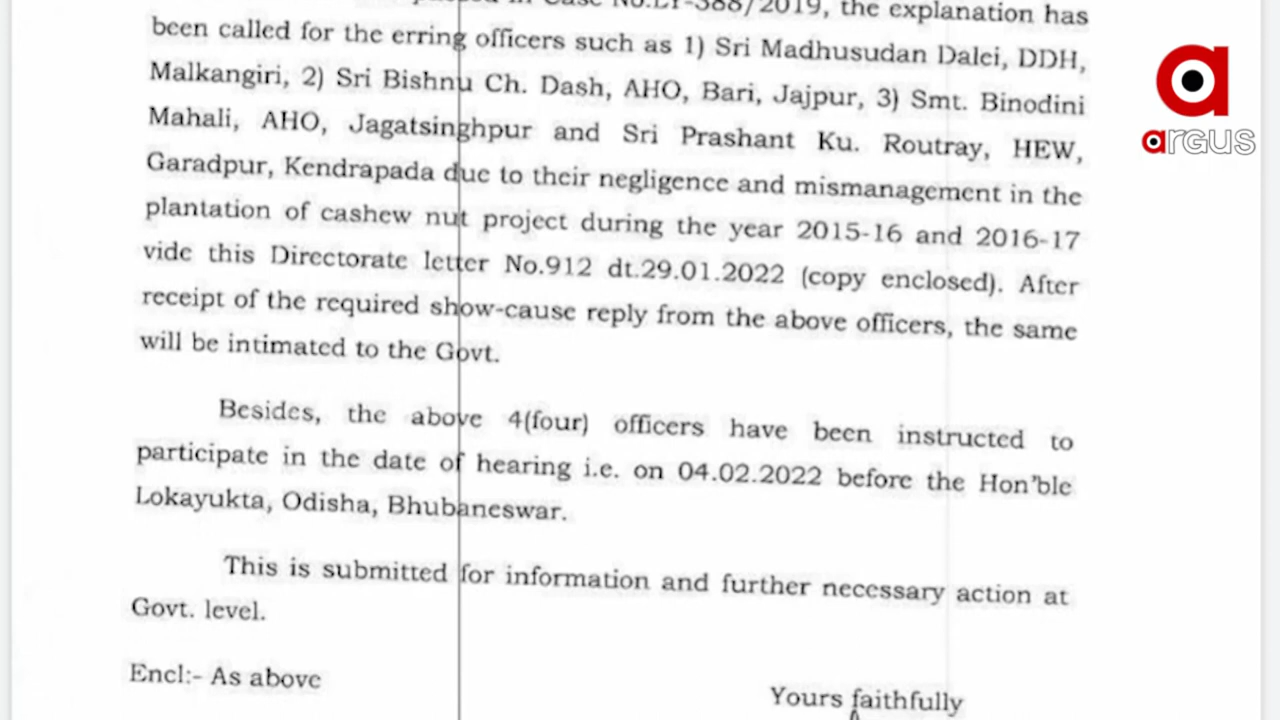 No.LY-388/2019, the explanation has
been called for the erring officers such as 1) Sri Madhusudan Dalei, DDH,
Malkangiri, 2) Sri Bishnu Ch. Dash, AHO, Bari, Jajpur, 3) Smt. Binodini
Mahali, AHO, Jagatsinghpur and Sri Prashant Ku. Routray, HEW,
Garadpur, Kendrapada due to their negligence and mismanagement in the
plantation of cashew nut project during the year 2015-16 and 2016-17
vide this Directorate letter No.912 dt.29.01.2022 (copy enclosed). After
receipt of the required show-cause reply from the above officers, the same
will be intimated to the Govt.
Besides, the above 4(four) officers have been instructed to
participate in the date of hearing i.e. on 04.02.2022 before the Hon'ble
Lokayukta, Odisha, Bhubaneswar.
This is submitted for information and further necessary action at
Govt. level.
Encl:- As above
Yours faithfully
argus